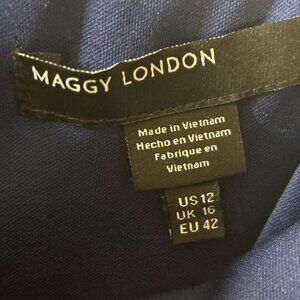 MAGGY LONDON
Made in Vietnam
Hecho en Vietnam
Fabrique en
Vietnam
US 12
UK 16
EU 42